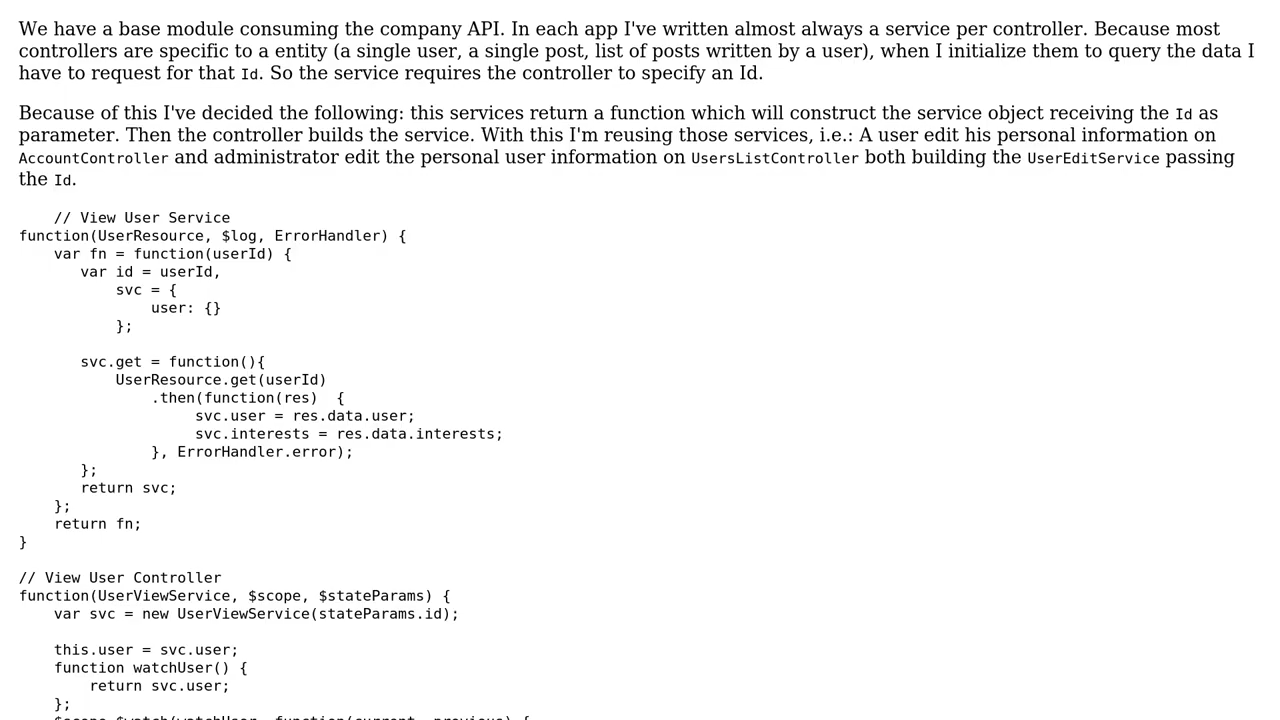 We have a base module consuming the company API. In each app I've written almost always a service per controller. Because most
controllers are specific to a entity (a single user, a single post, list of posts written by a user), when I initialize them to query the data I
have to request for that Id. So the service requires the controller to specify an Id.
Because of this I've decided the following: this services return a function which will construct the service object receiving the Id as
parameter. Then the controller builds the service. With this I'm reusing those services, i.e.: A user edit his personal information on
AccountController and administrator edit the personal user information on UsersListController both building the UserEditService passing
the Id.
// View User Service
function(UserResource, $log, ErrorHandler) {
    var fn = function(userId) {
       var id = userId,
           svc = {
               user: {}
           };
       svc.get = function(){
           UserResource.get(userId)
               .then(function(res)  {
                    svc.user = res.data.user;
                    svc.interests = res.data.interests;
               }, ErrorHandler.error);
       };
       return svc;
    };
    return fn;
}
// View User Controller
function(UserViewService, $scope, $stateParams) {
    var svc = new UserViewService(stateParams.id);
    this.user = svc.user;
    function watchUser() {
        return svc.user;
    };
    $scope.$watch(watchUser, function(current, previous) {